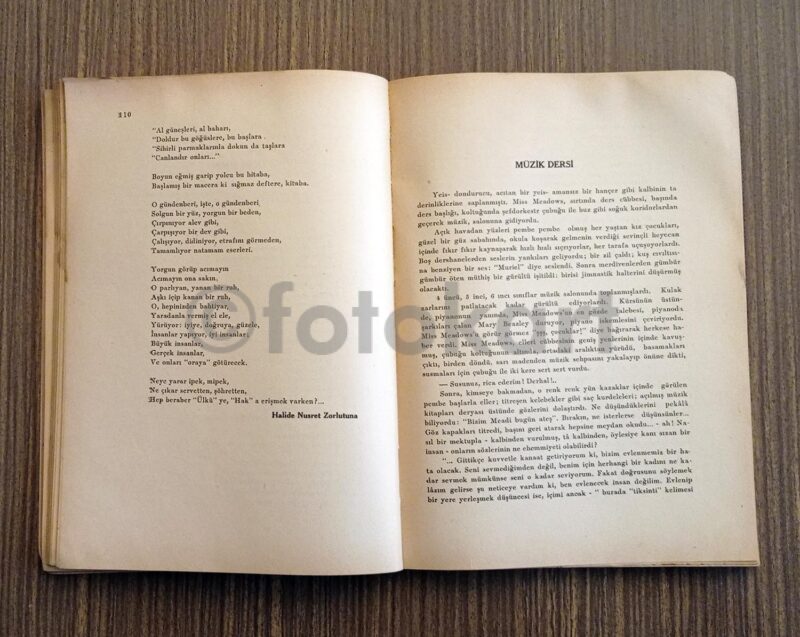 110
"Al güneşleri, al baharı,
"Doldur bu göğüslere, bu başlara .
"Sihirli parmaklarınla dokun da taşlara
"Canlandır onları..."
Boyun eğmiş garip yolcu bu hitaba,
Başlamış bir macera ki sığmaz deftere, kitaba.
O gündenberi, işte, o gündenberi
Solgun bir yüz, yorgun bir beden,
Çırpınıyor alev gibi,
Çarpışıyor bir dev gibi,
Çalışıyor, didiniyor, etrafını görmeden,
Tamamlıyor natamam eserleri.
Yorgun görüp acımayın
Acımayın ona sakın.
O parlıyan, yanan bir ruh,
Aşkı içip kanan bir ruh,
O, hepinizden bahtiyar,
Yarsdanla verip el ele,
Yürüyor: iyiye, doğruya, güzele,
İnsanlar yapıyor, iyi insanlar,
Büyük insanlar,
Gerçek insanlar,
Ve onları "oraya" götürecek.
Neye yarar ipek, mipek,
Ne çıkar servetten, şöhretten,
Hep beraber "Ülkü" ye, "Hak" a erişmek varken?...
Halide Nusret Zorlutuna
MÜZİK DERSİ
Yeis- dondurucu, acıtan bir yeis- amansız bir hançer gibi kalbinin ta
derinliklerine saplanmıştı. Miss Meadows, sırtında ders cübbesi, başında
ders başlığı, koltuğunda şefdorkestr çubuğu ile buz gibi soğuk koridorlardan
geçerek müzik, salonuna gidiyordu.
Açık havadan yüzleri pembe pembe olmuş her yaştan kız çocukları,
güzel bir güz sabahında, okula koşarak gelmenin verdiği sevinçli heyecan
içinde fıkır fıkır kaynaşarak hızlı hızlı sıçrıyorlar, her tarafa uçuşuyorlardı.
Boş dershanelerden seslerin yankıları geliyordu; bir zil çaldı; kuş cıvıltısı-
na benziyen bir ses: "Muriel" diye seslendi. Sonra merdivenlerden gümbür
gümbür öten müthiş bir gürültü işitildi: birisi jimnastik halterini düşürmüş
olacaktı.
4 üncü, 5 inci, 6 ıncı sınıflar müzik salonunda toplanmışlardı. Kulak
zarlarını patlatacak kadar gürültü ediyorlardı. Kürsünün üstün-
de, piyanonun yanında, Miss Meadows'un en gözde talebesi, piyanoda
şarkıları çalan Mary Beazley duruyor, piyano iskemlesini çeviriyordu.
Miss Meadows'u görür görmez "şşş, çocuklar!" diye bağırarak herkese ha-
ber verdi. Miss Meadows, elleri cübbesinin geniş yenlerinin içinde kavuş-
muş, çubuğu koltuğunun altında, ortadaki aralıktan yürüdü, basamakları
çıktı, birden döndü, sarı madenden müzik sehpasını yakalayıp önüne dikti,
susmaları için çubuğu ile iki kere sert sert vurdu.
— Susunuz, rica ederim! Derhal!..
Sonra, kimseye bakmadan, o renk renk yün kazaklar içinde görülen
pembe başlarla eller; titreşen kelebekler gibi saç kurdeleleri; açılmış müzik
kitapları deryası üstünde gözlerini dolaştırdı. Ne düşündüklerini pekâlâ
biliyordu: "Bizim Meadi bugün ateş". Bırakın, ne isterlerse düşünsünler...
Göz kapakları titredi, başını geri atarak hepsine meydan okudu... - ah! Na-
sıl bir mektupla - kalbinden vurulmuş, tâ kalbinden, öylesiye kanı sızan bir
insan - onların sözlerinin ne ehemmiyeti olabilirdi?
"... Gittikçe kuvvetle kanaat getiriyorum ki, bizim evlenmemiz bir ha-
ta olacak. Seni sevmediğimden değil, benim için herhangi bir kadını ne ka-
dar sevmek mümkünse seni o kadar seviyorum. Fakat doğrusunu söylemek
lâzım gelirse şu neticeye vardım ki, ben evlenecek insan değilim. Evlenip
bir yere yerleşmek düşüncesi ise, içimi ancak - " burada "tiksinti" kelimesi